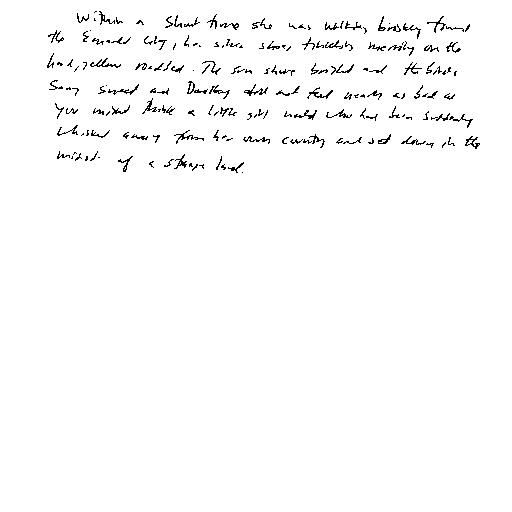 Within a short time she was walking briskly toward
the Emerald City, her silver shoes tinkling merrily on the
hard, yellow roadbed. The sun shone bright and the birds
sang sweet and Dorothy did not feel nearly as bad as
you might think a little girl would who had been suddenly
whisked away from her own country and set down in the
midst of a strange land.